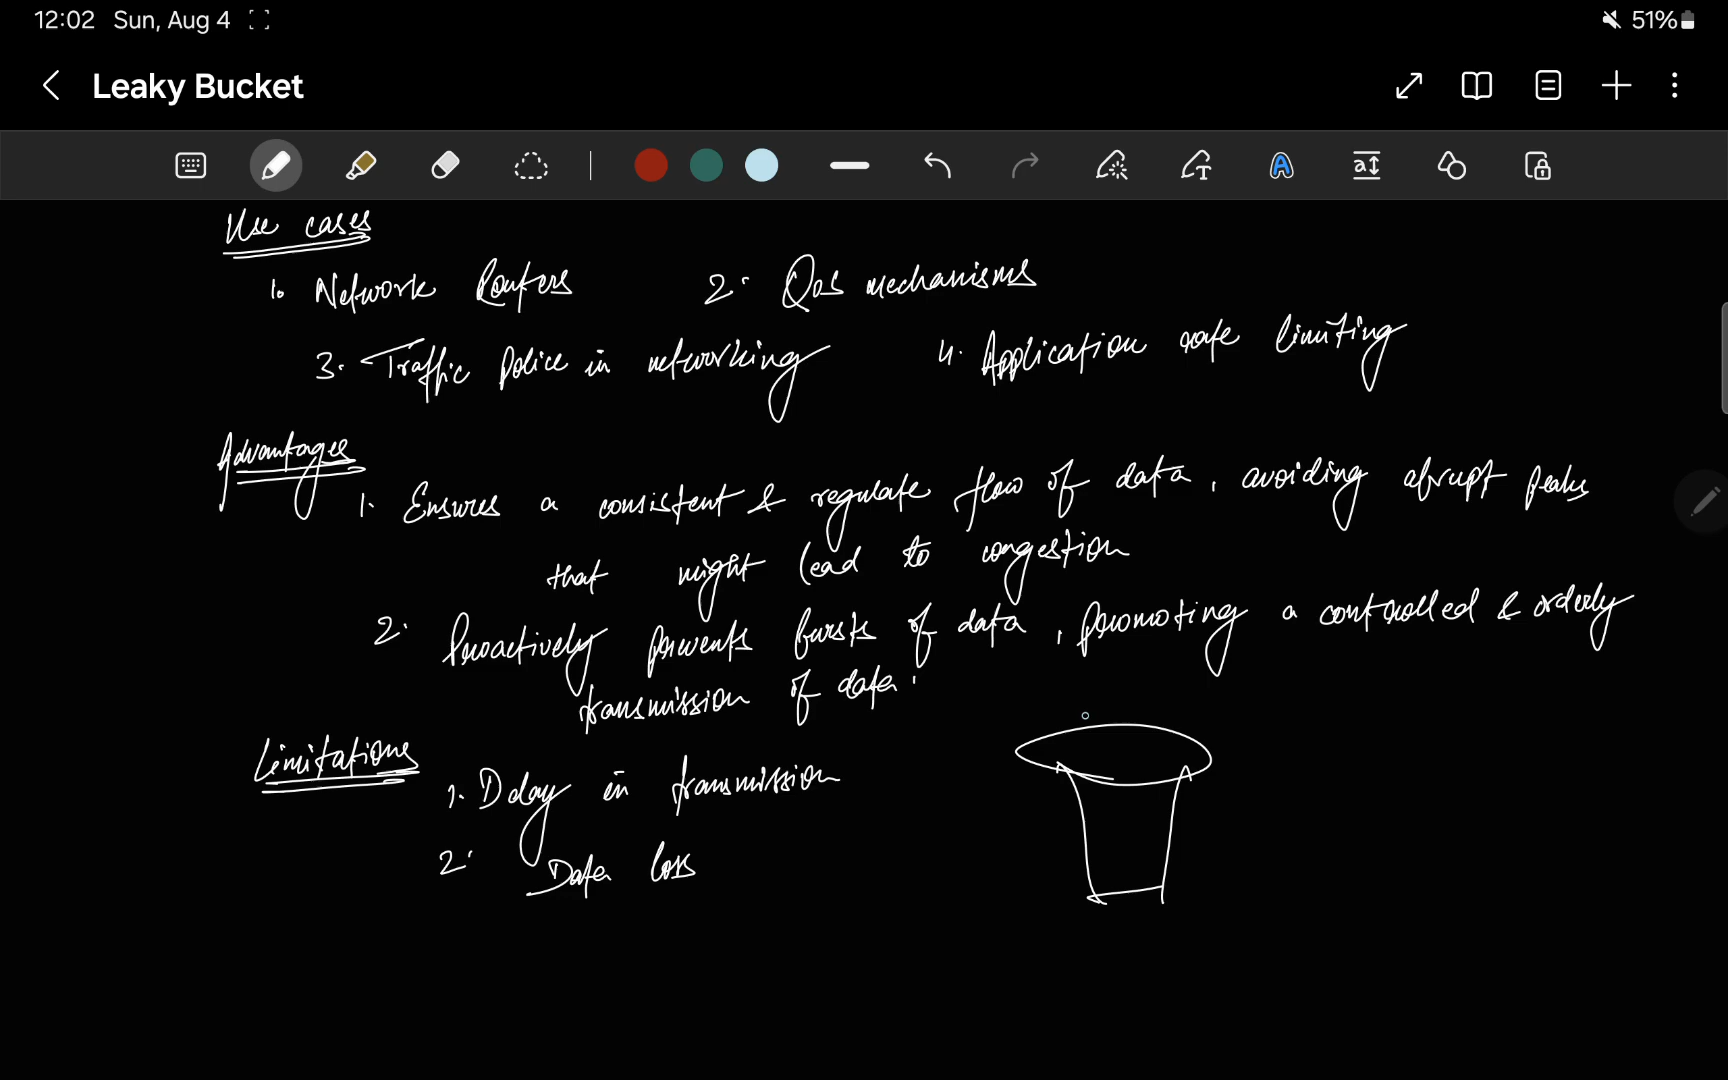 12:02 Sun, Aug 4 51%
Leaky Bucket
Use cases
1. Network Routers 2. QoS mechanisms
3. Traffic Police in networking 4. Application rate limiting
Advantages
1. Ensures a consistent & regulate flow of data, avoiding abrupt peaks
that might lead to congestion
2. Proactively prevents bursts of data, promoting a controlled & orderly
transmission of data.
Limitations
1. Delay in transmission
2. Data loss